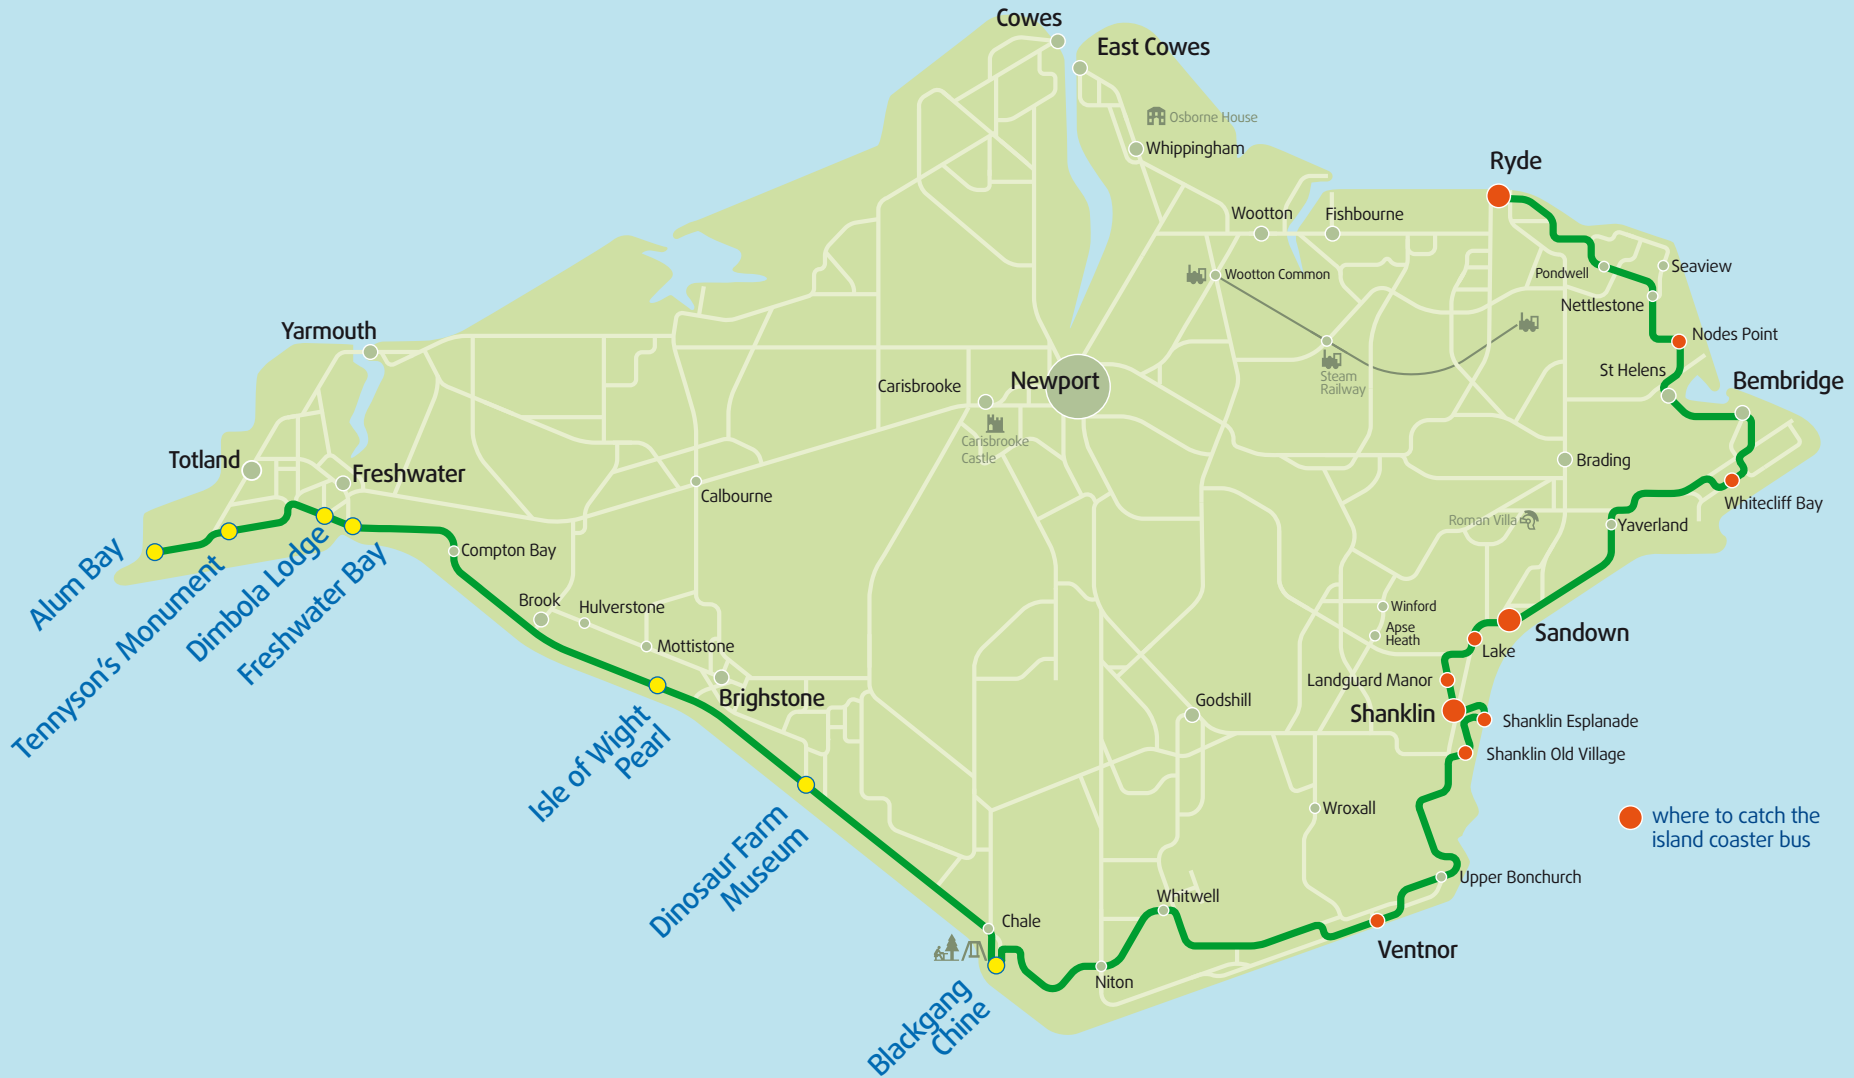 Cowes
East Cowes
Osborne House
Whippingham
Ryde
Wootton
Fishbourne
Wootton Common
Pondwell
Seaview
Nettlestone
Nodes Point
Yarmouth
Steam
Railway
St Helens
Bembridge
Carisbrooke
Newport
Carisbrooke
Castle
Totland
Freshwater
Brading
Calbourne
Whitecliff Bay
Roman Villa
Yaverland
Alum Bay
Tennyson's Monument
Dimbola Lodge
Freshwater Bay
Compton Bay
Brook
Hulverstone
Mottistone
Winford
Apse
Heath
Sandown
Lake
Landguard Manor
Brighstone
Godshill
Shanklin
Shanklin Esplanade
Shanklin Old Village
Isle of Wight
Pearl
Wroxall
where to catch the
island coaster bus
Dinosaur Farm
Museum
Upper Bonchurch
Whitwell
Chale
Ventnor
Niton
Blackgang
Chine